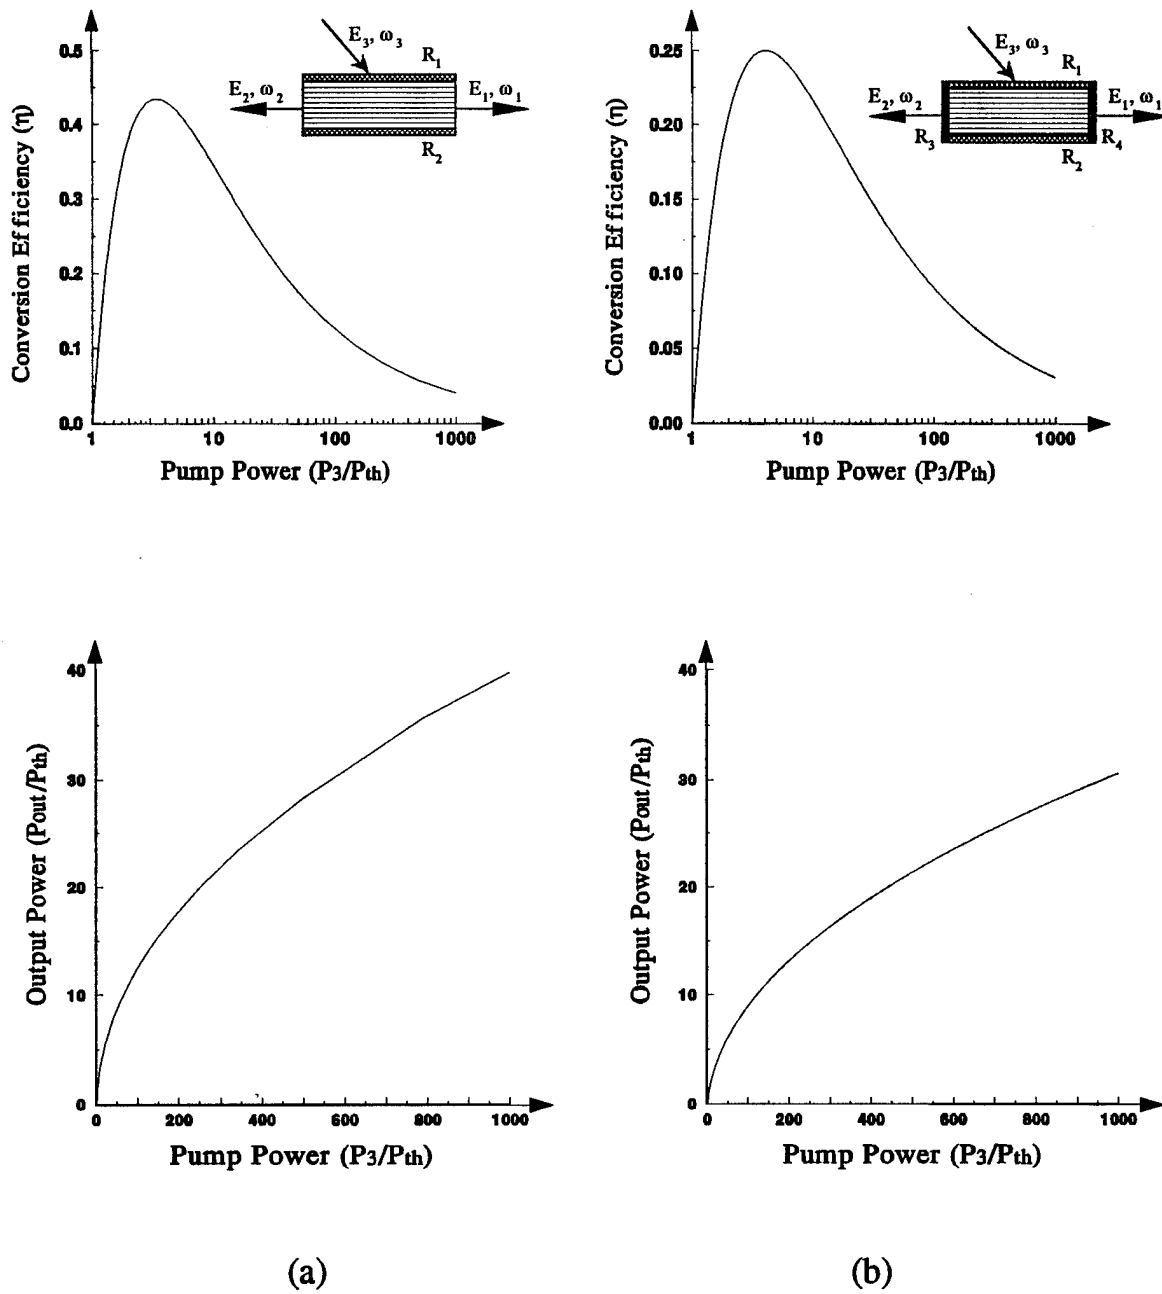 0.5
0.4
0.3
0.2
0.1
0.0
Conversion Efficiency (η)
1
10
100
1000
Pump Power (P3/Pth)
E3, ω3
R1
E2, ω2
E1, ω1
R2
0.25
0.20
0.15
0.10
0.05
0.00
Conversion Efficiency (η)
1
10
100
1000
Pump Power (P3/Pth)
E3, ω3
R1
E2, ω2
E1, ω1
R3
R2
R4
40
30
20
10
0
Output Power (Pout/Pth)
0
200
400
600
800
1000
Pump Power (P3/Pth)
40
30
20
10
0
Output Power (Pout/Pth)
0
200
400
600
800
1000
Pump Power (P3/Pth)
(a)
(b)